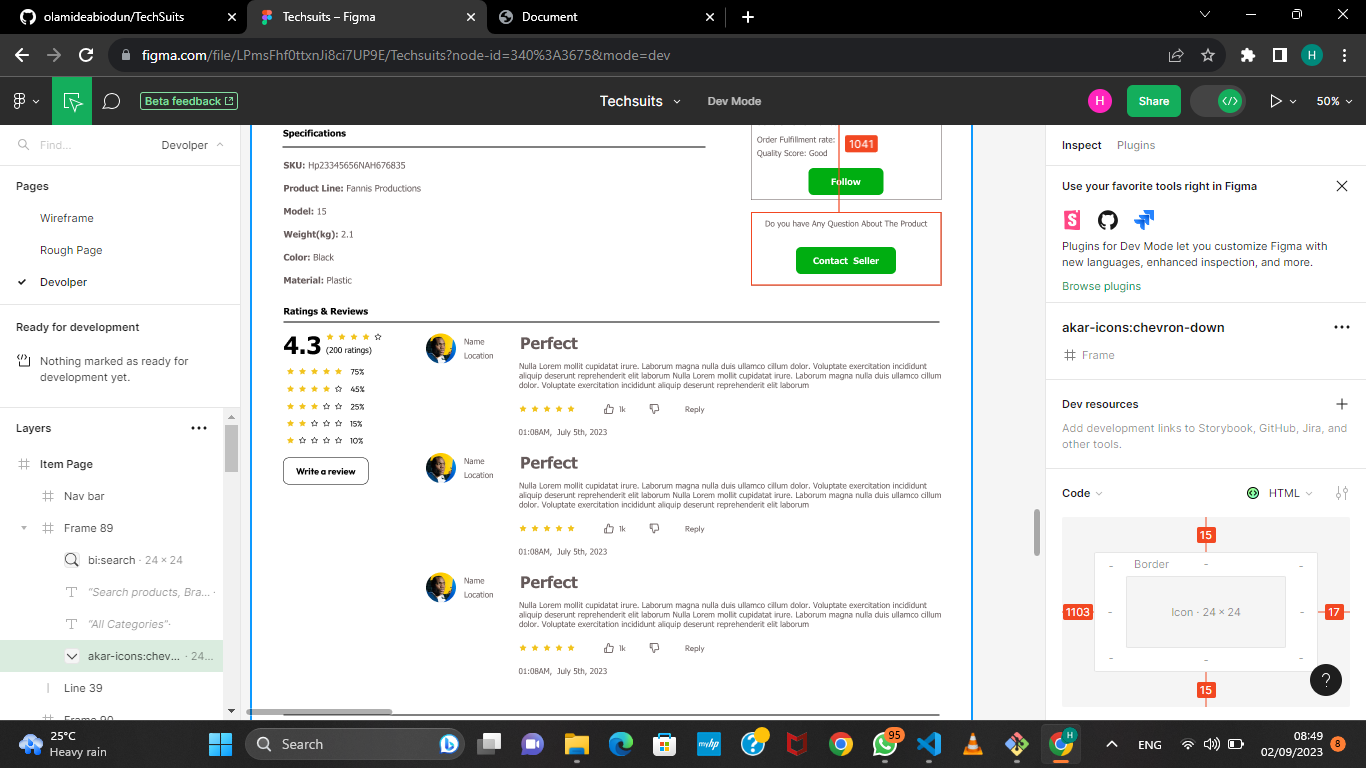 olamideabiodun/TechSuits
Techsuits – Figma
Document
figma.com/file/LPmsFhf0ttxnJi8ci7UP9E/Techsuits?node-id=340%3A3675&mode=dev
H
Beta feedback
Techsuits
Dev Mode
H
Share
50%
Find...
Devolper
Pages
Wireframe
Rough Page
Devolper
Ready for development
Nothing marked as ready for
development yet.
Layers
Item Page
Nav bar
Frame 89
bi:search · 24 × 24
"Search products, Bra... ·
"All Categories"·
akar-icons:chev... · 24...
Line 39
Frame 90
Specifications
SKU: Hp23345656NAH676835
Product Line: Fannis Productions
Model: 15
Weight(kg): 2.1
Color: Black
Material: Plastic
Order Fulfillment rate:
1041
Quality Score: Good
Follow
Do you have Any Question About The Product
Contact Seller
Ratings & Reviews
4.3
(200 ratings)
75%
45%
25%
15%
10%
Write a review
Name
Location
Perfect
Nulla Lorem mollit cupidatat irure. Laborum magna nulla duis ullamco cillum dolor. Voluptate exercitation incididunt
aliquip deserunt reprehenderit elit laborum Nulla Lorem mollit cupidatat irure. Laborum magna nulla duis ullamco cillum
dolor. Voluptate exercitation incididunt aliquip deserunt reprehenderit elit laborum
1k
Reply
01:08AM, July 5th, 2023
Name
Location
Perfect
Nulla Lorem mollit cupidatat irure. Laborum magna nulla duis ullamco cillum dolor. Voluptate exercitation incididunt
aliquip deserunt reprehenderit elit laborum Nulla Lorem mollit cupidatat irure. Laborum magna nulla duis ullamco cillum
dolor. Voluptate exercitation incididunt aliquip deserunt reprehenderit elit laborum
1k
Reply
01:08AM, July 5th, 2023
Name
Location
Perfect
Nulla Lorem mollit cupidatat irure. Laborum magna nulla duis ullamco cillum dolor. Voluptate exercitation incididunt
aliquip deserunt reprehenderit elit laborum Nulla Lorem mollit cupidatat irure. Laborum magna nulla duis ullamco cillum
dolor. Voluptate exercitation incididunt aliquip deserunt reprehenderit elit laborum
1k
Reply
01:08AM, July 5th, 2023
Inspect
Plugins
Use your favorite tools right in Figma
Plugins for Dev Mode let you customize Figma with
new languages, enhanced inspection, and more.
Browse plugins
akar-icons:chevron-down
Frame
Dev resources
Add development links to Storybook, GitHub, Jira, and
other tools.
Code
HTML
15
Border
1103
Icon · 24 × 24
17
15
?
25°C
Heavy rain
Search
myhp
95
H
ENG
08:49
02/09/2023
8